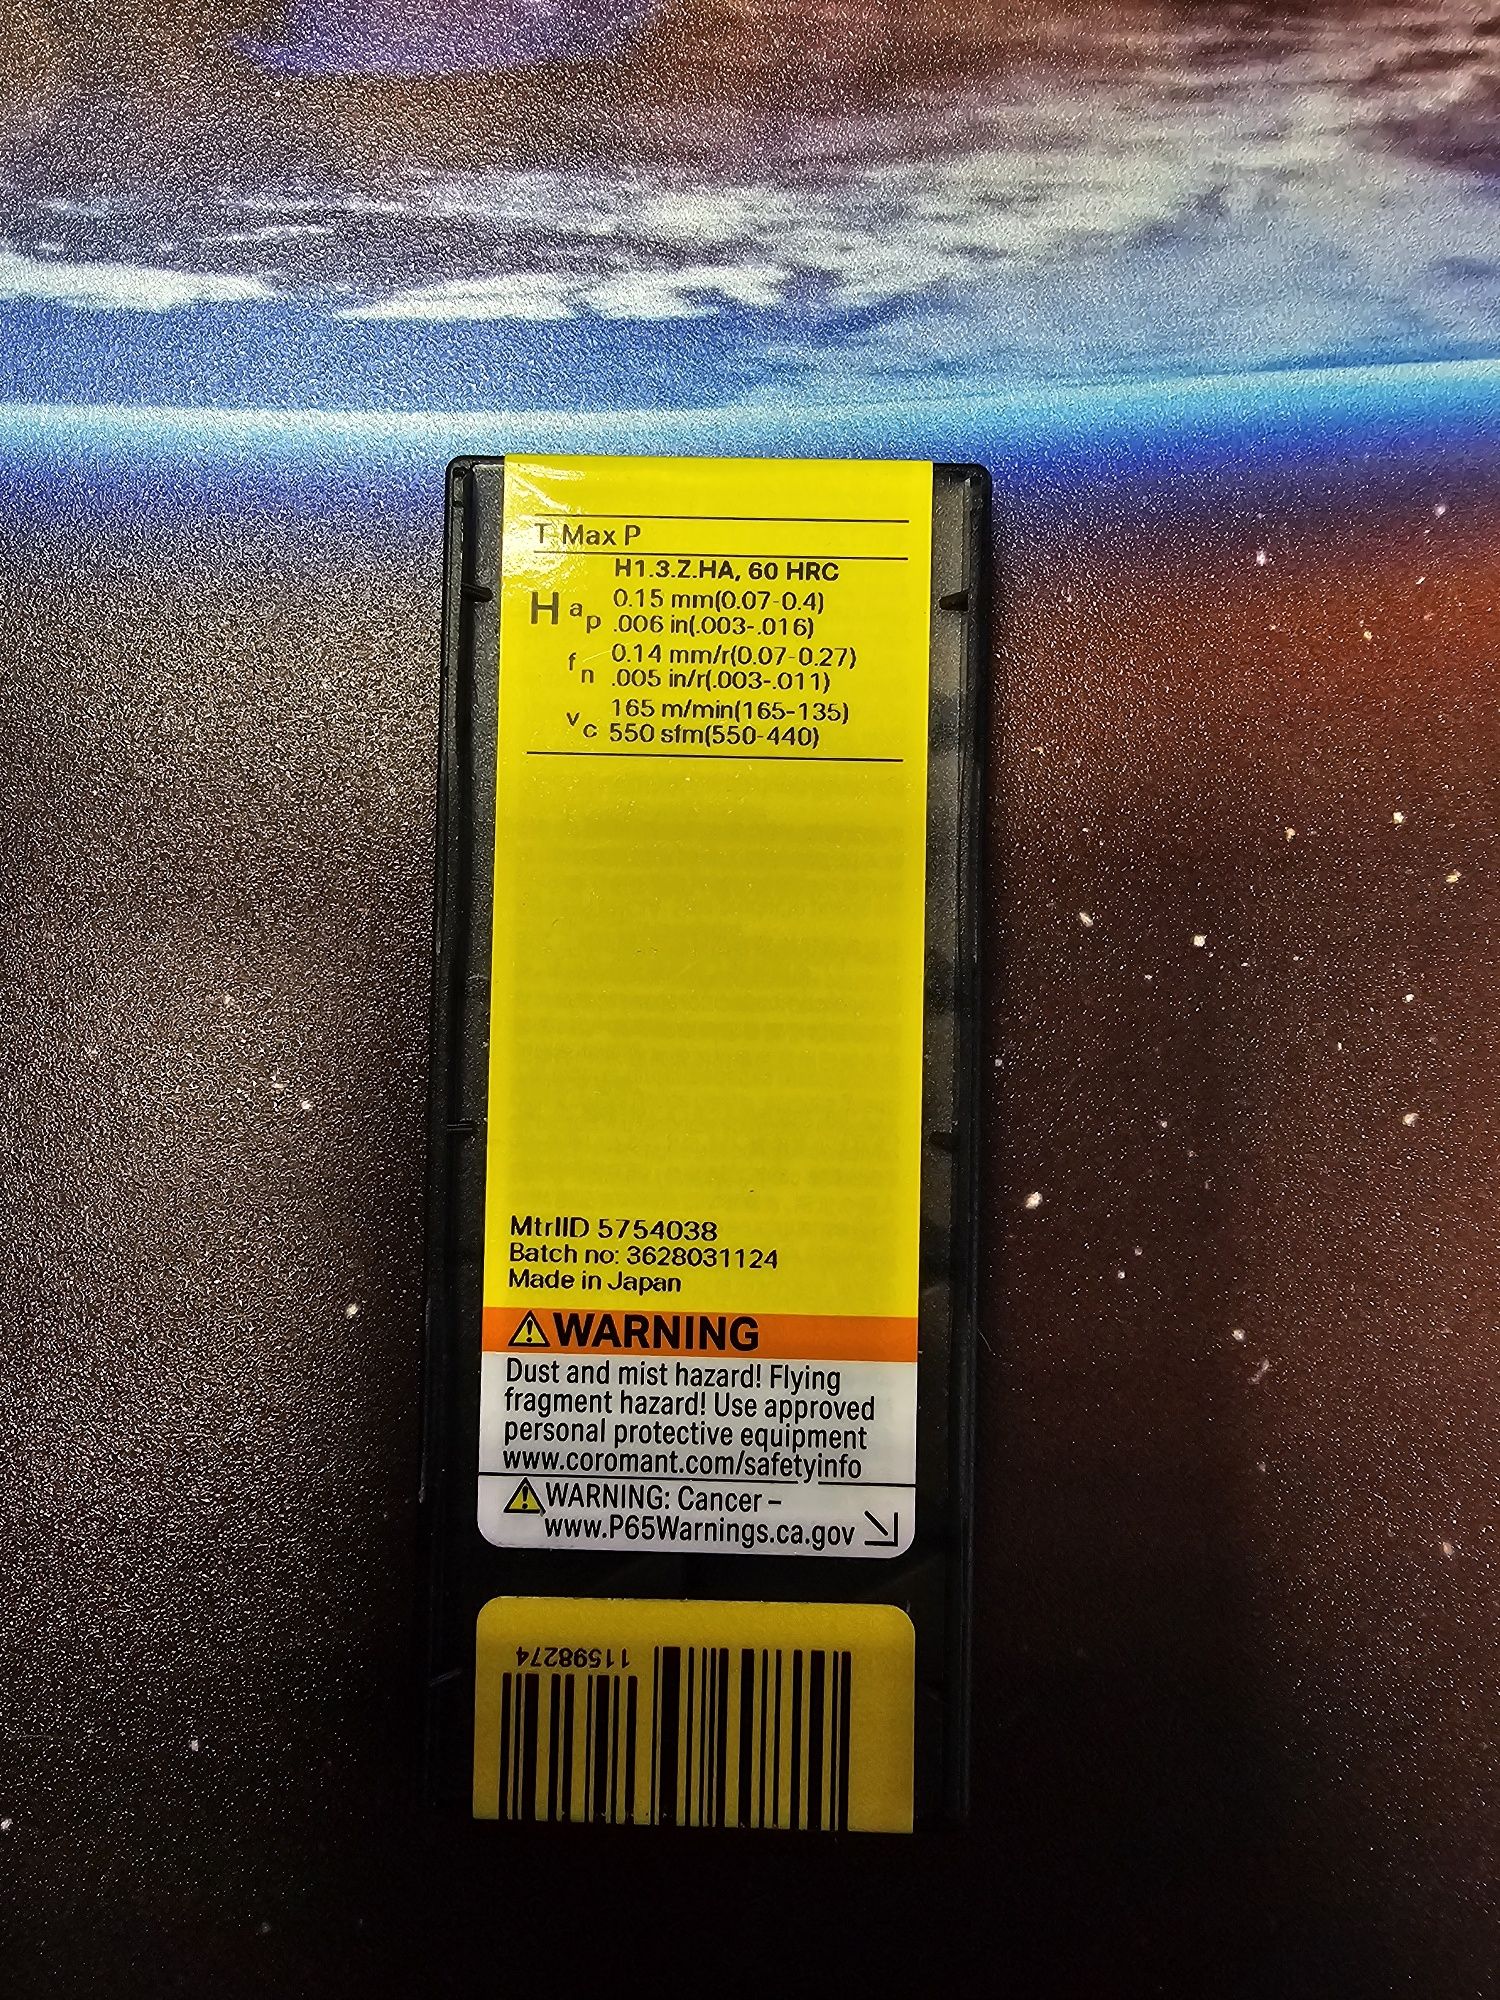 T-Max P
H1.3.Z.HA, 60 HRC
H ap 0.15 mm(0.07-0.4)
.006 in(.003-.016)
fn 0.14 mm/r(0.07-0.27)
.005 in/r(.003-.011)
vc 165 m/min(165-135)
550 sfm(550-440)
MtrlID 5754038
Batch no: 3628031124
Made in Japan
WARNING
Dust and mist hazard! Flying
fragment hazard! Use approved
personal protective equipment
www.coromant.com/safetyinfo
WARNING: Cancer –
www.P65Warnings.ca.gov
11598274